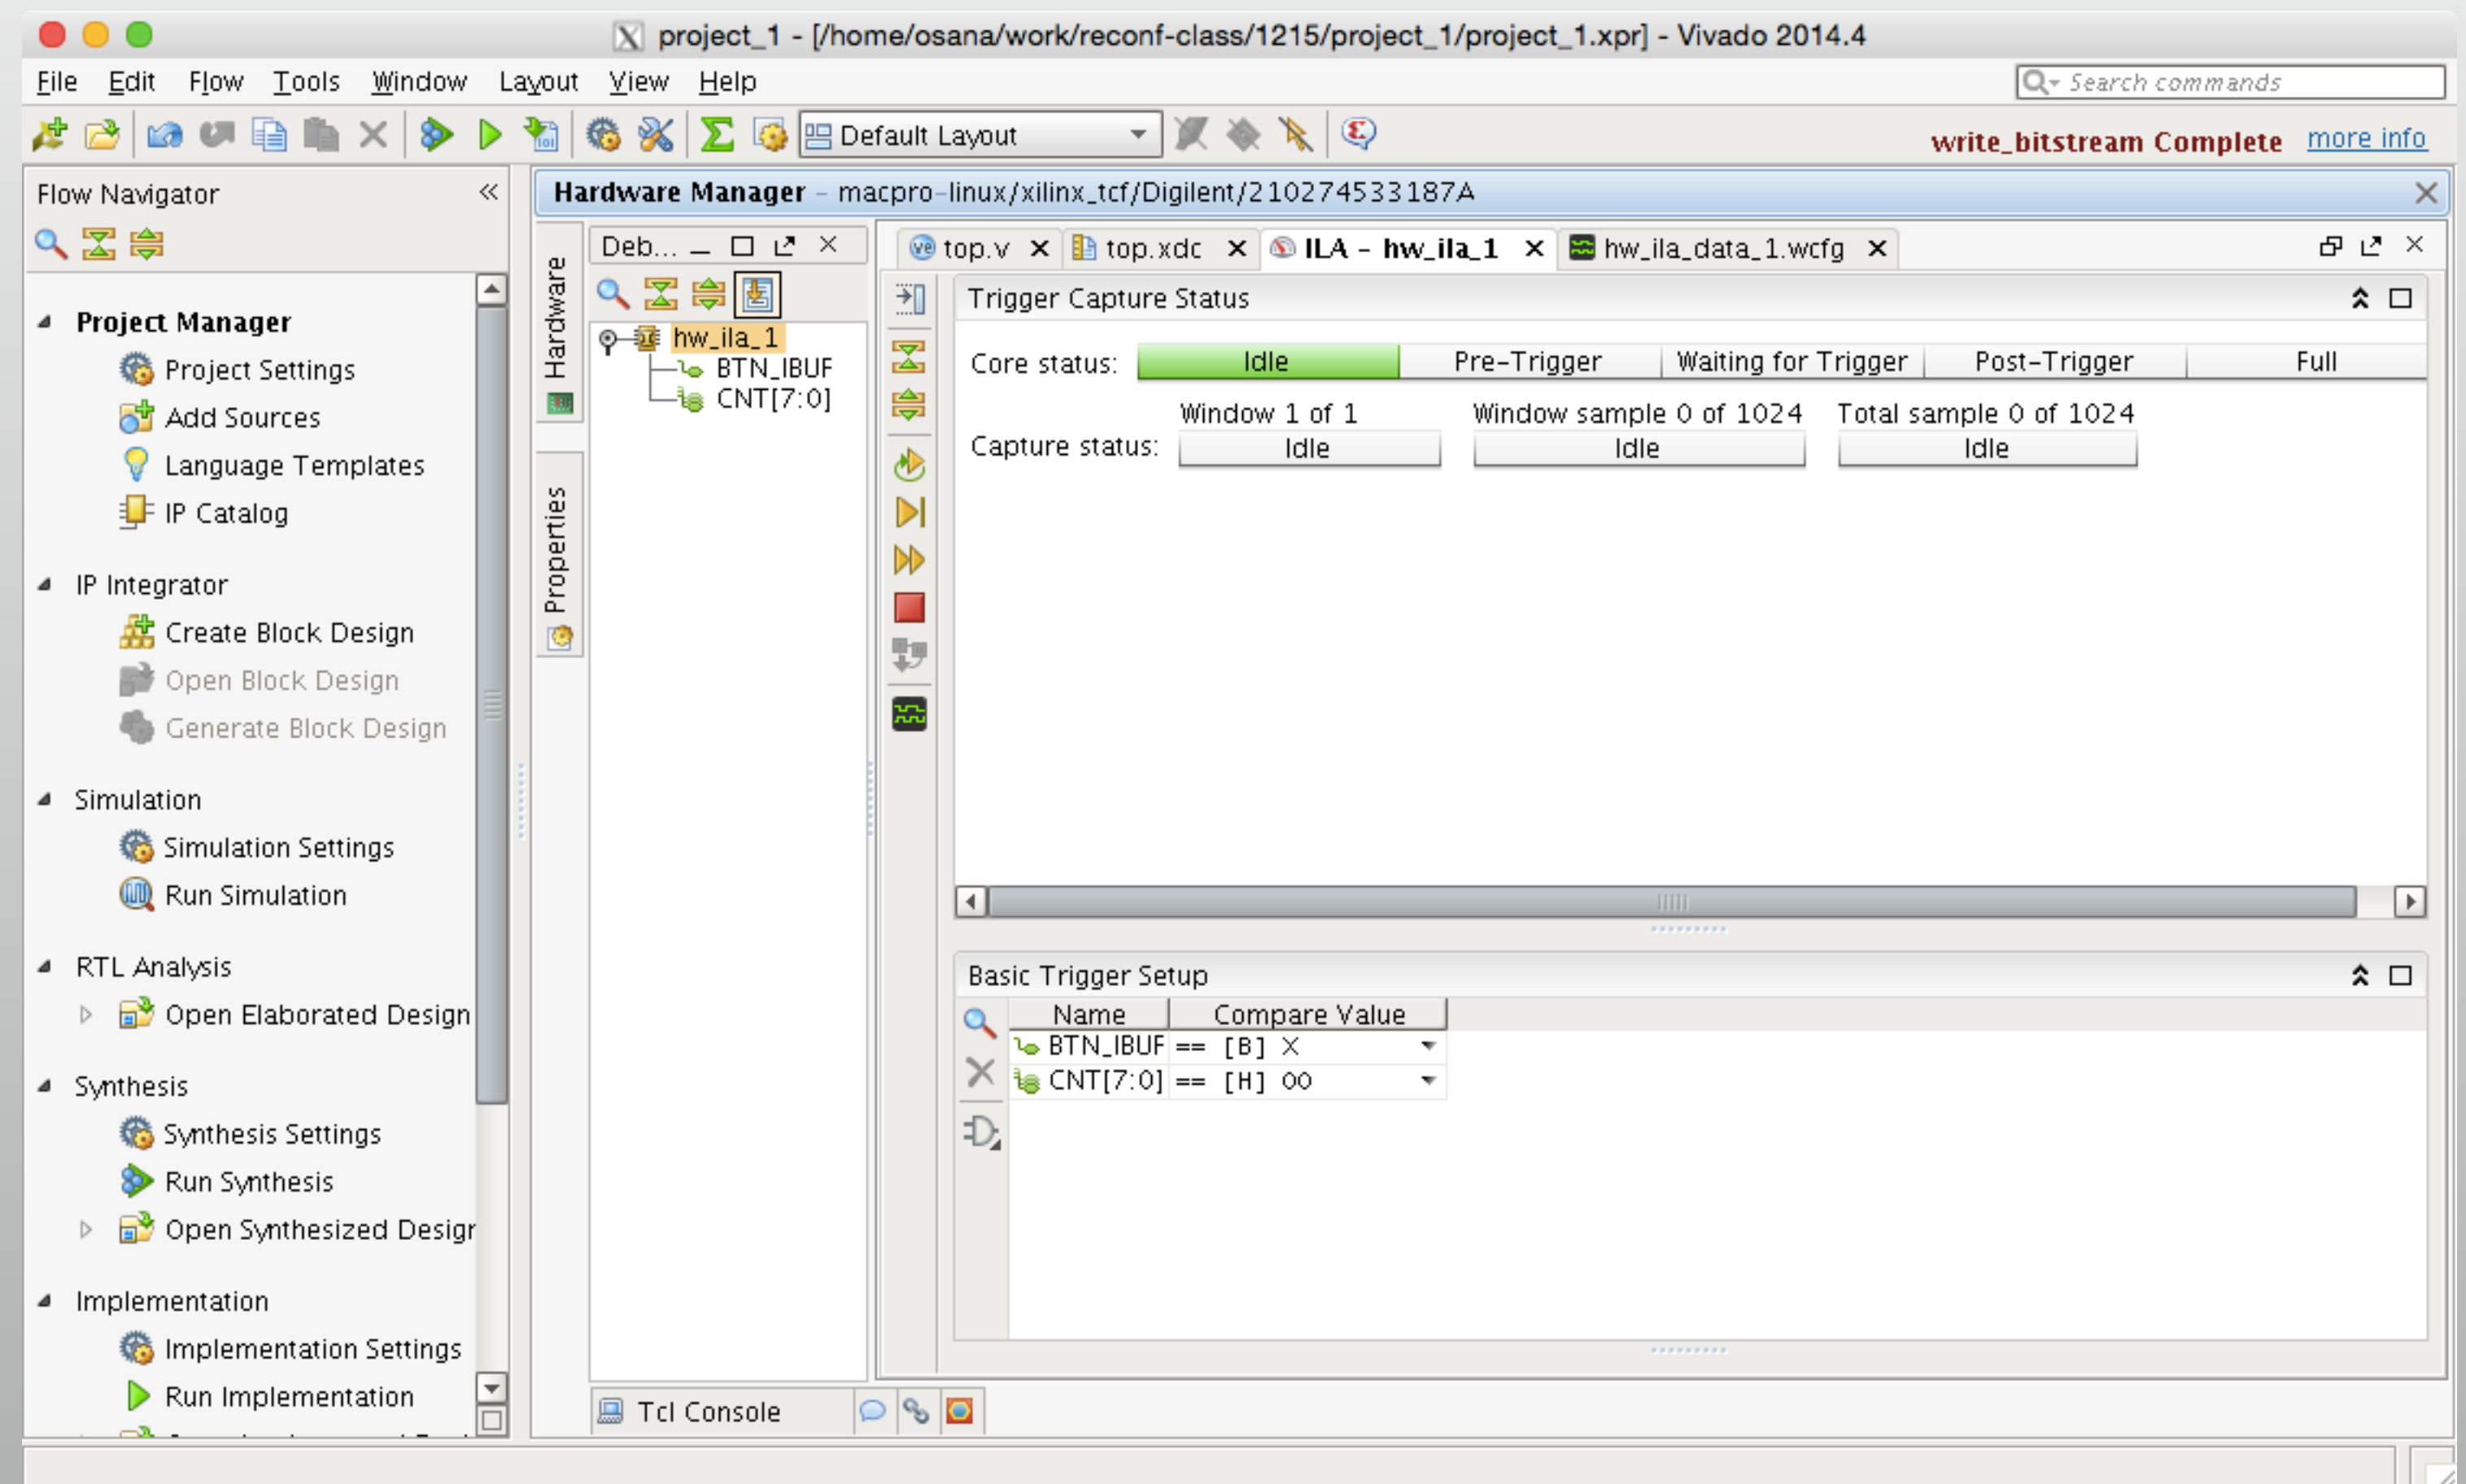 project_1 - [/home/osana/work/reconf-class/1215/project_1/project_1.xpr] - Vivado 2014.4
File Edit Flow Tools Window Layout View Help
Search commands
Default Layout
write_bitstream Complete more info
Flow Navigator
Project Manager
Project Settings
Add Sources
Language Templates
IP Catalog
IP Integrator
Create Block Design
Open Block Design
Generate Block Design
Simulation
Simulation Settings
Run Simulation
RTL Analysis
Open Elaborated Design
Synthesis
Synthesis Settings
Run Synthesis
Open Synthesized Desigr
Implementation
Implementation Settings
Run Implementation
Hardware Manager - macpro-linux/xilinx_tcf/Digilent/210274533187A
Hardware
Properties
Deb...
hw_ila_1
BTN_IBUF
CNT[7:0]
top.v top.xdc ILA - hw_ila_1 hw_ila_data_1.wcfg
Trigger Capture Status
Core status: Idle Pre-Trigger Waiting for Trigger Post-Trigger Full
Window 1 of 1 Window sample 0 of 1024 Total sample 0 of 1024
Capture status: Idle Idle Idle
Basic Trigger Setup
Name Compare Value
BTN_IBUF == [B] X
CNT[7:0] == [H] 00
Tcl Console